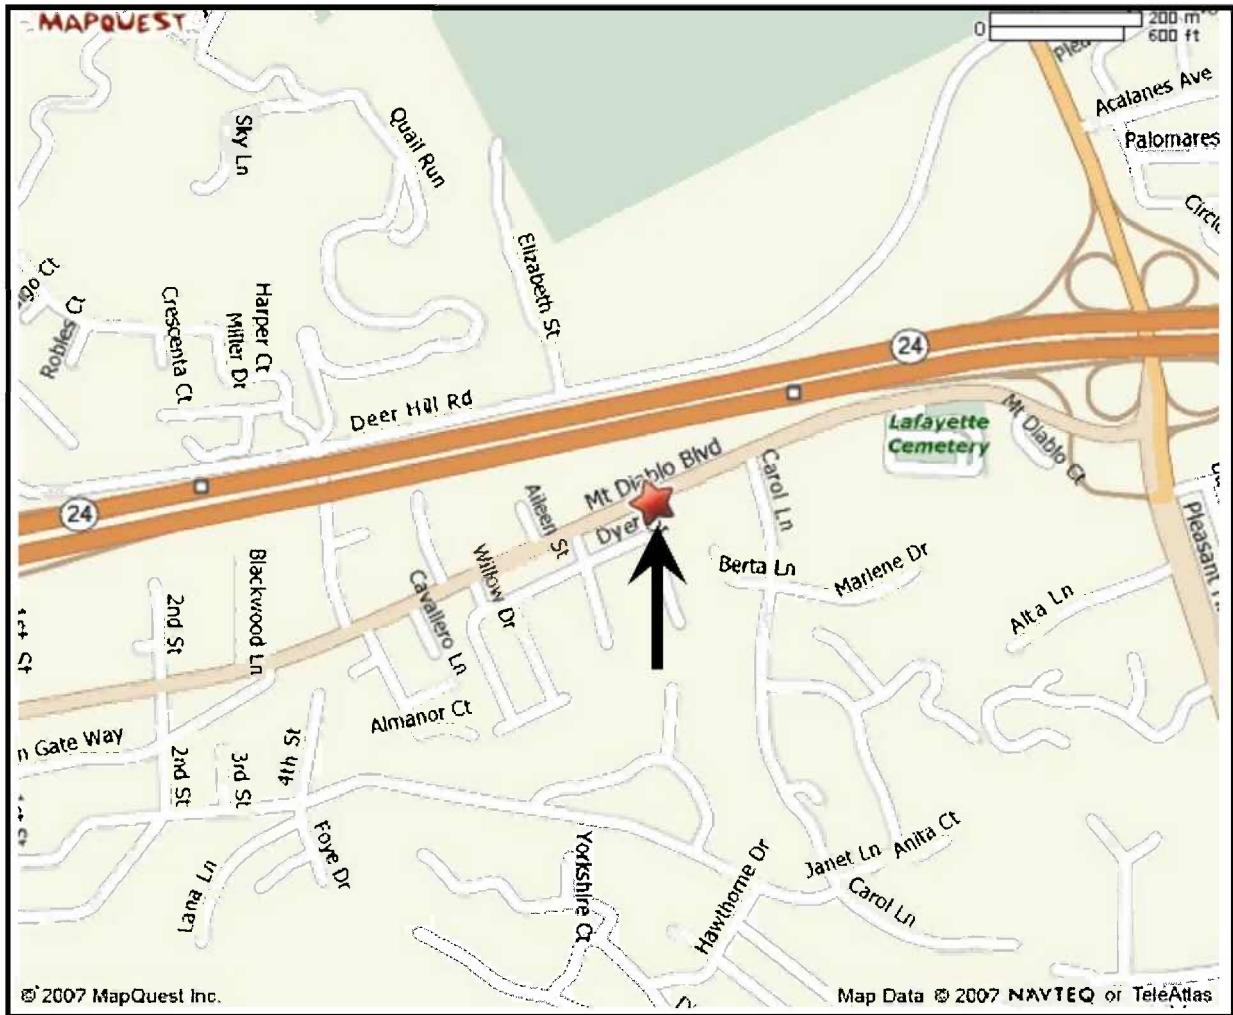 MAPQUEST
0
200 m
600 ft
Acalanes Ave
Palomares
Sky Ln
Quail Run
Elizabeth St
Robles Ct
Crescenta Ct
Miller Dr
Harper Ct
24
Deer Hill Rd
Lafayette
Cemetery
Mt Diablo Ct
Mt Diablo Blvd
Carol Ln
24
Aileen St
Dyer
Pleasant
Blackwood Ln
Willow Dr
Cavallero Ln
Berta Ln
Marlene Dr
2nd St
Alta Ln
Almanor Ct
n Gate Way
2nd St
3rd St
4th St
Foye Dr
Lana Ln
Yorkshire Ct
Hawthorne Dr
Janet Ln
Anita Ct
Carol Ln
© 2007 MapQuest Inc.
Map Data © 2007 NAVTEQ or TeleAtlas